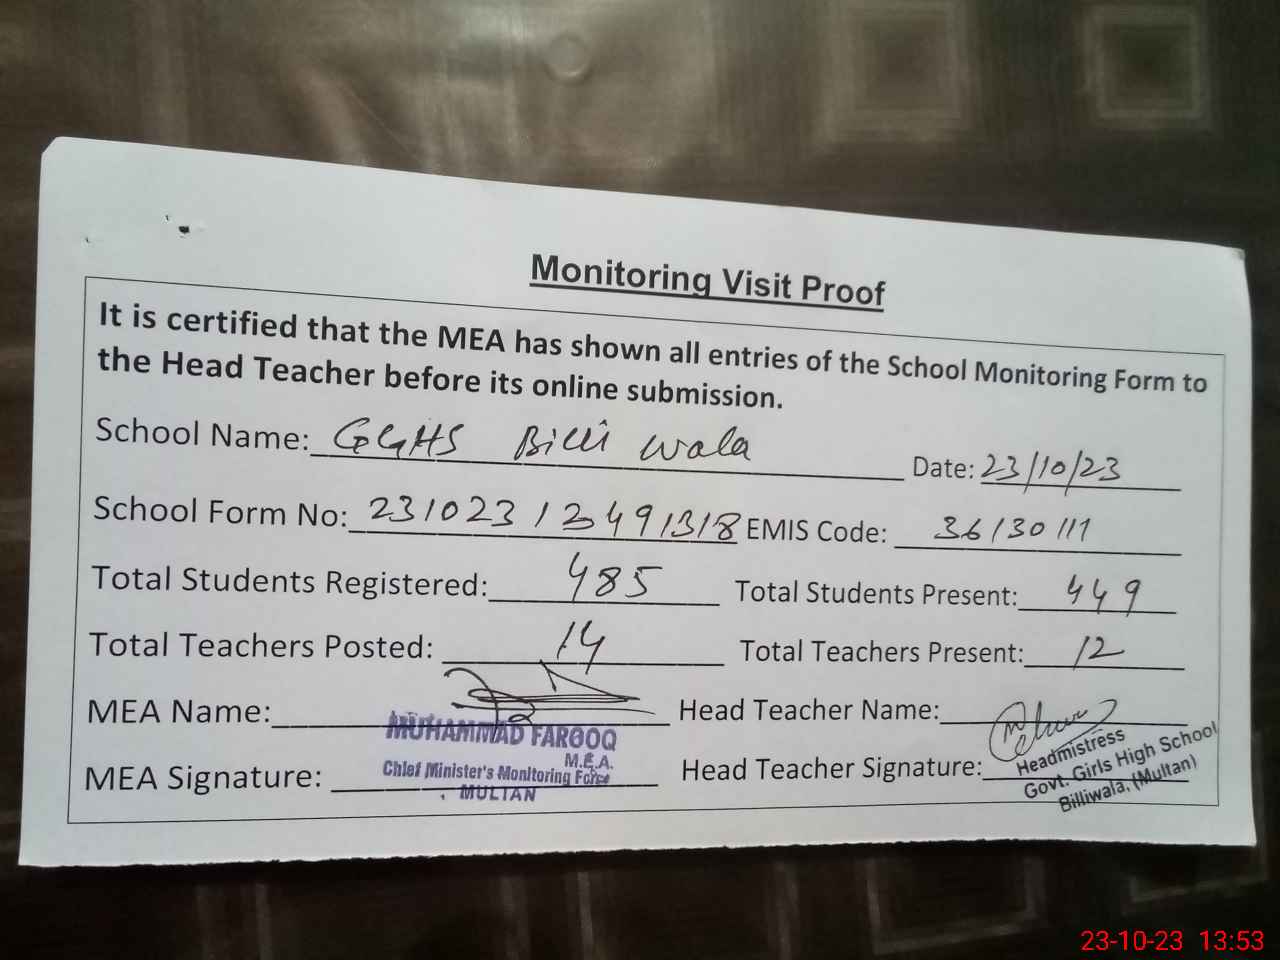 Monitoring Visit Proof
It is certified that the MEA has shown all entries of the School Monitoring Form to
the Head Teacher before its online submission.
School Name: GGHS Billi wala Date: 23/10/23
School Form No: 231023 12491318 EMIS Code: 36130111
Total Students Registered: 485 Total Students Present: 449
Total Teachers Posted: 14 Total Teachers Present: 12
MEA Name: Head Teacher Name:
MUHAMMAD FAROOQ
M.E.A.
Chief Minister's Monitoring Force
MULTAN
MEA Signature: Head Teacher Signature:
Headmistress
Govt. Girls High School
Billiwala, (Multan)
23-10-23 13:53